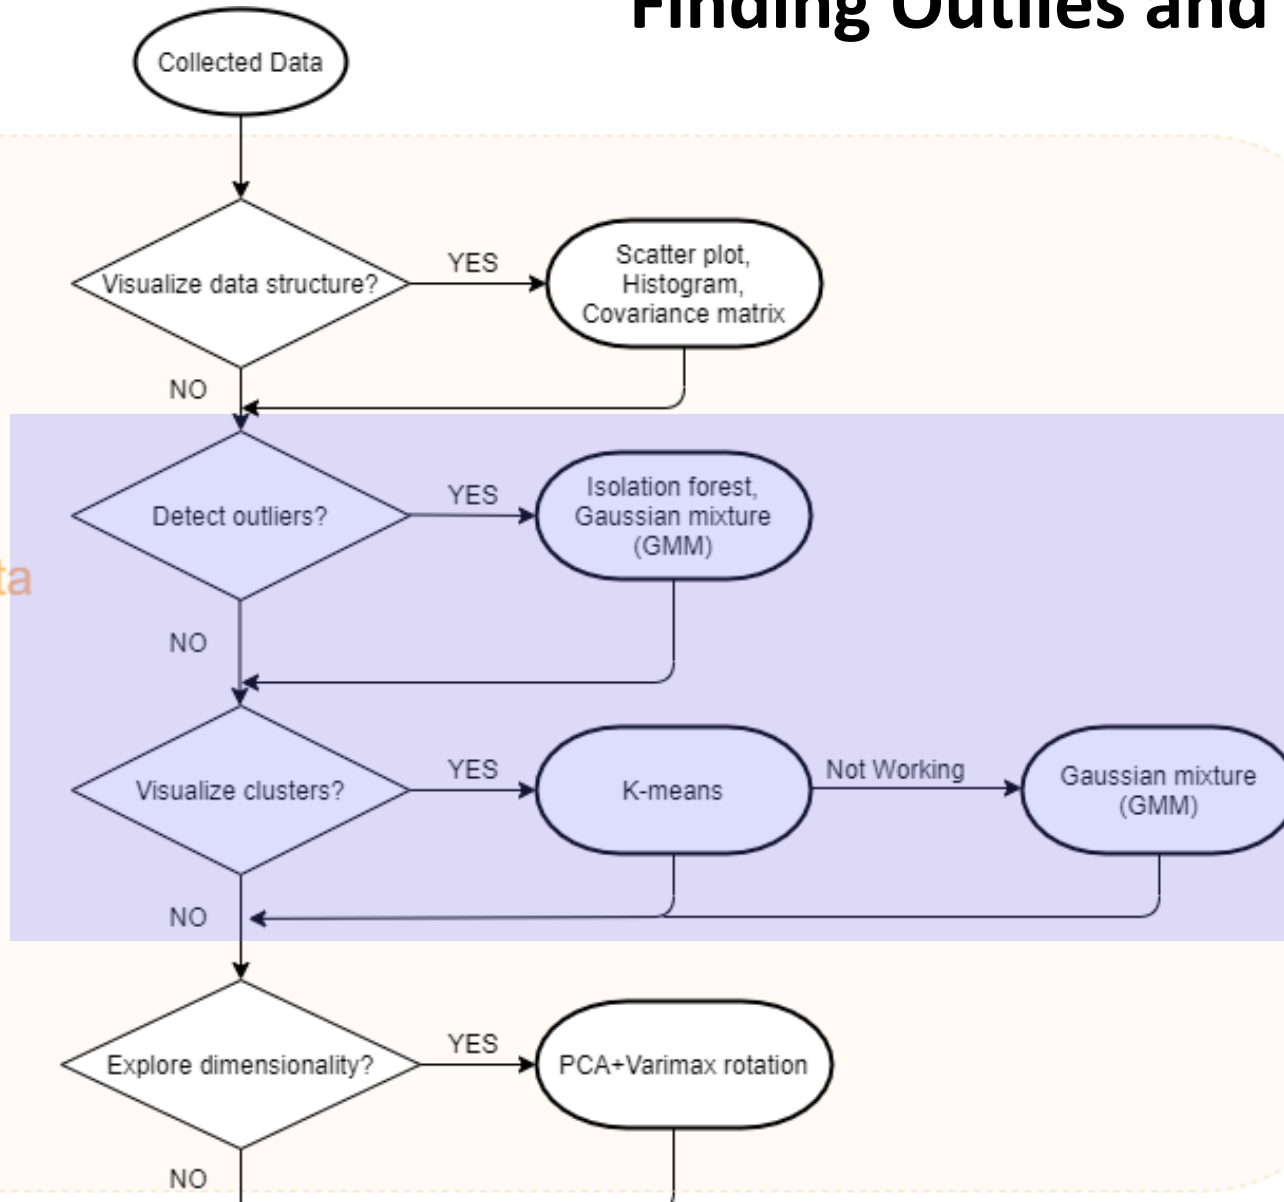 Finding Outlies and
Collected Data
Visualize data structure?
YES
Scatter plot,
Histogram,
Covariance matrix
NO
Detect outliers?
YES
Isolation forest,
Gaussian mixture
(GMM)
ta
NO
Visualize clusters?
YES
K-means
Not Working
Gaussian mixture
(GMM)
NO
Explore dimensionality?
YES
PCA+Varimax rotation
NO